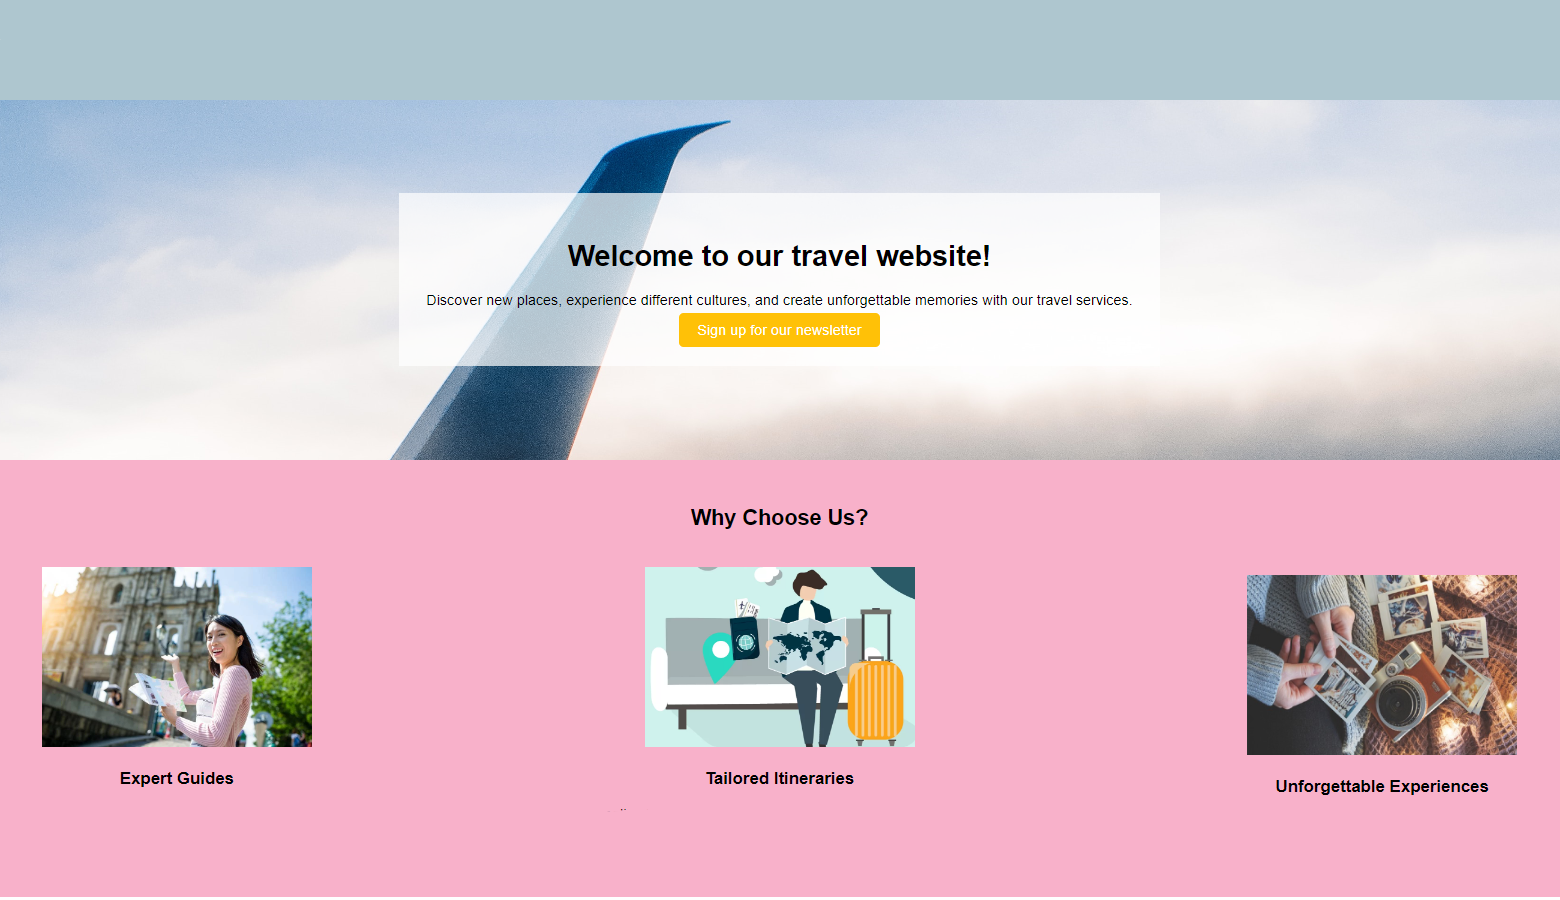 Welcome to our travel website!
Discover new places, experience different cultures, and create unforgettable memories with our travel services.
Sign up for our newsletter
Why Choose Us?
Expert Guides
Tailored Itineraries
Unforgettable Experiences